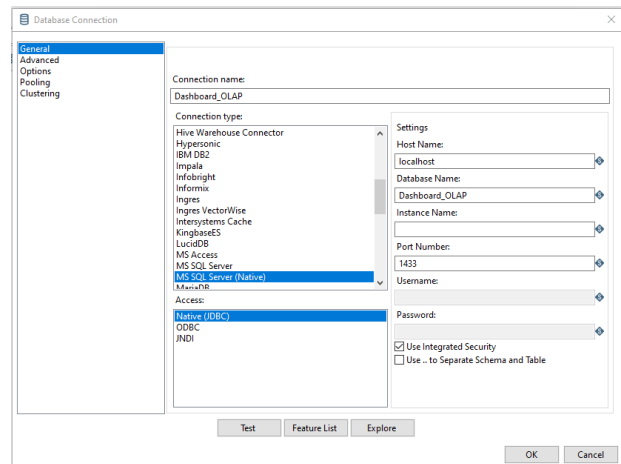 Database Connection
General
Advanced
Options
Pooling
Clustering
Connection name:
Dashboard_OLAP
Connection type:
Hive Warehouse Connector
Hypersonic
IBM DB2
Impala
Infobright
Informix
Ingres
Ingres VectorWise
Intersystems Cache
KingbaseES
LucidDB
MS Access
MS SQL Server
MS SQL Server (Native)
MariaDB
Access:
Native (JDBC)
ODBC
JNDI
Settings
Host Name:
localhost
Database Name:
Dashboard_OLAP
Instance Name:
Port Number:
1433
Username:
Password:
Use Integrated Security
Use .. to Separate Schema and Table
Test
Feature List
Explore
OK
Cancel